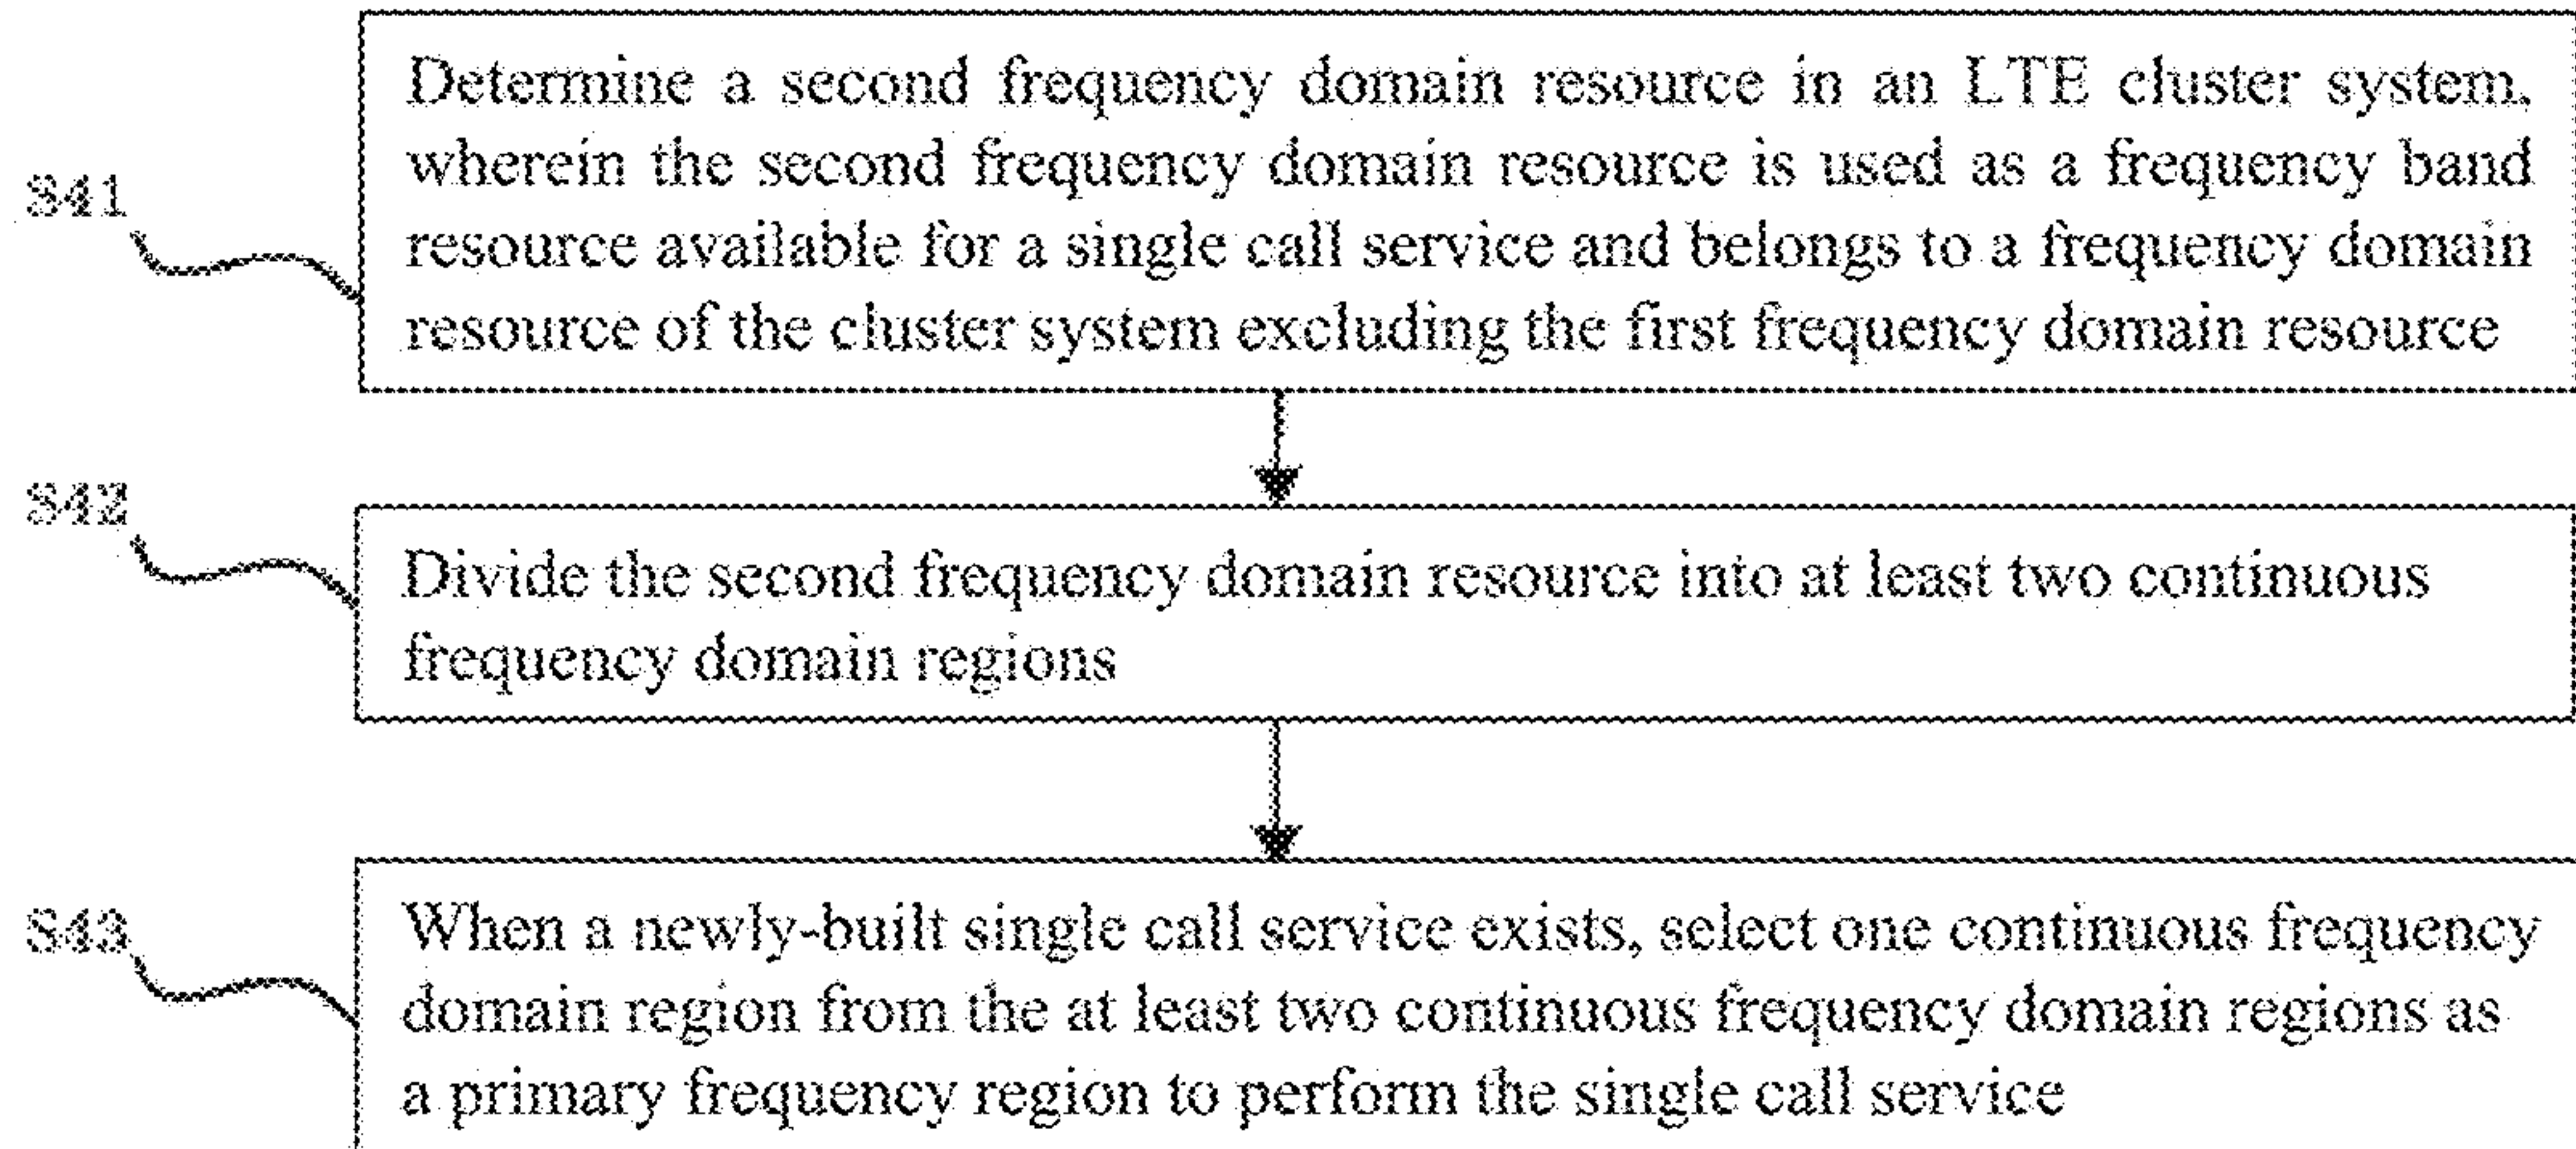 S41
Determine a second frequency domain resource in an LTE cluster system,
wherein the second frequency domain resource is used as a frequency band
resource available for a single call service and belongs to a frequency domain
resource of the cluster system excluding the first frequency domain resource
S42
Divide the second frequency domain resource into at least two continuous
frequency domain regions
S43
When a newly-built single call service exists, select one continuous frequency
domain region from the at least two continuous frequency domain regions as
a primary frequency region to perform the single call service